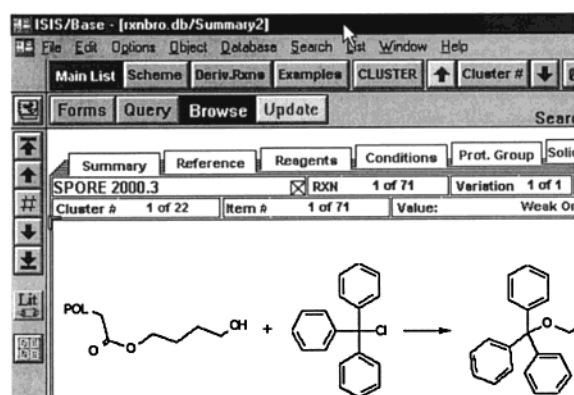 ISIS/Base - [rxnbro.db/Summary2]
File Edit Options Object Database Search List Window Help
Main List Scheme Deriv.Rxns Examples CLUSTER Cluster #
Forms Query Browse Update
Summary Reference Reagents Conditions Prot. Group
SPORE 2000.3 RXN 1 of 71 Variation 1 of 1
Cluster # 1 of 22 Item # 1 of 71 Value: Weak
#
Lit
POL O O OH + Cl O